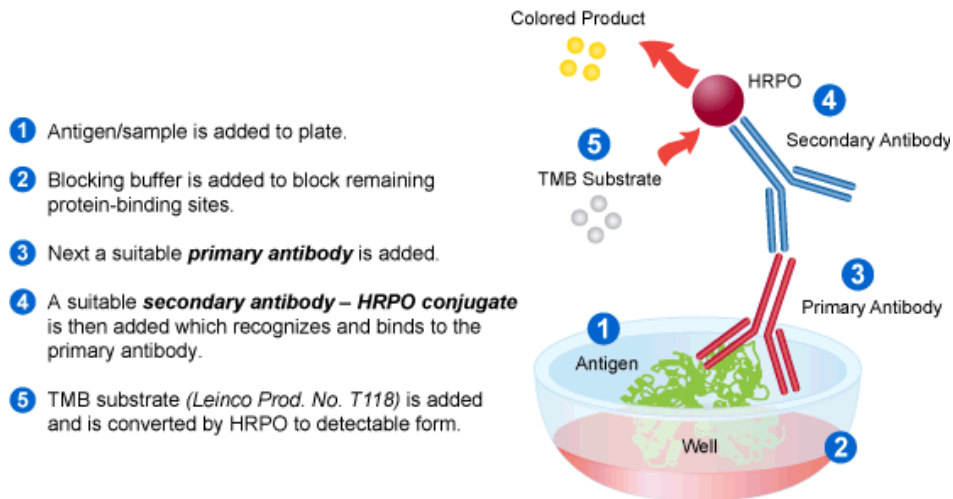 1 Antigen/sample is added to plate.
2 Blocking buffer is added to block remaining
protein-binding sites.
3 Next a suitable primary antibody is added.
4 A suitable secondary antibody – HRPO conjugate
is then added which recognizes and binds to the
primary antibody.
5 TMB substrate (Leinco Prod. No. T118) is added
and is converted by HRPO to detectable form.
Colored Product
HRPO
4
Secondary Antibody
5
TMB Substrate
3
Primary Antibody
1
Antigen
Well
2